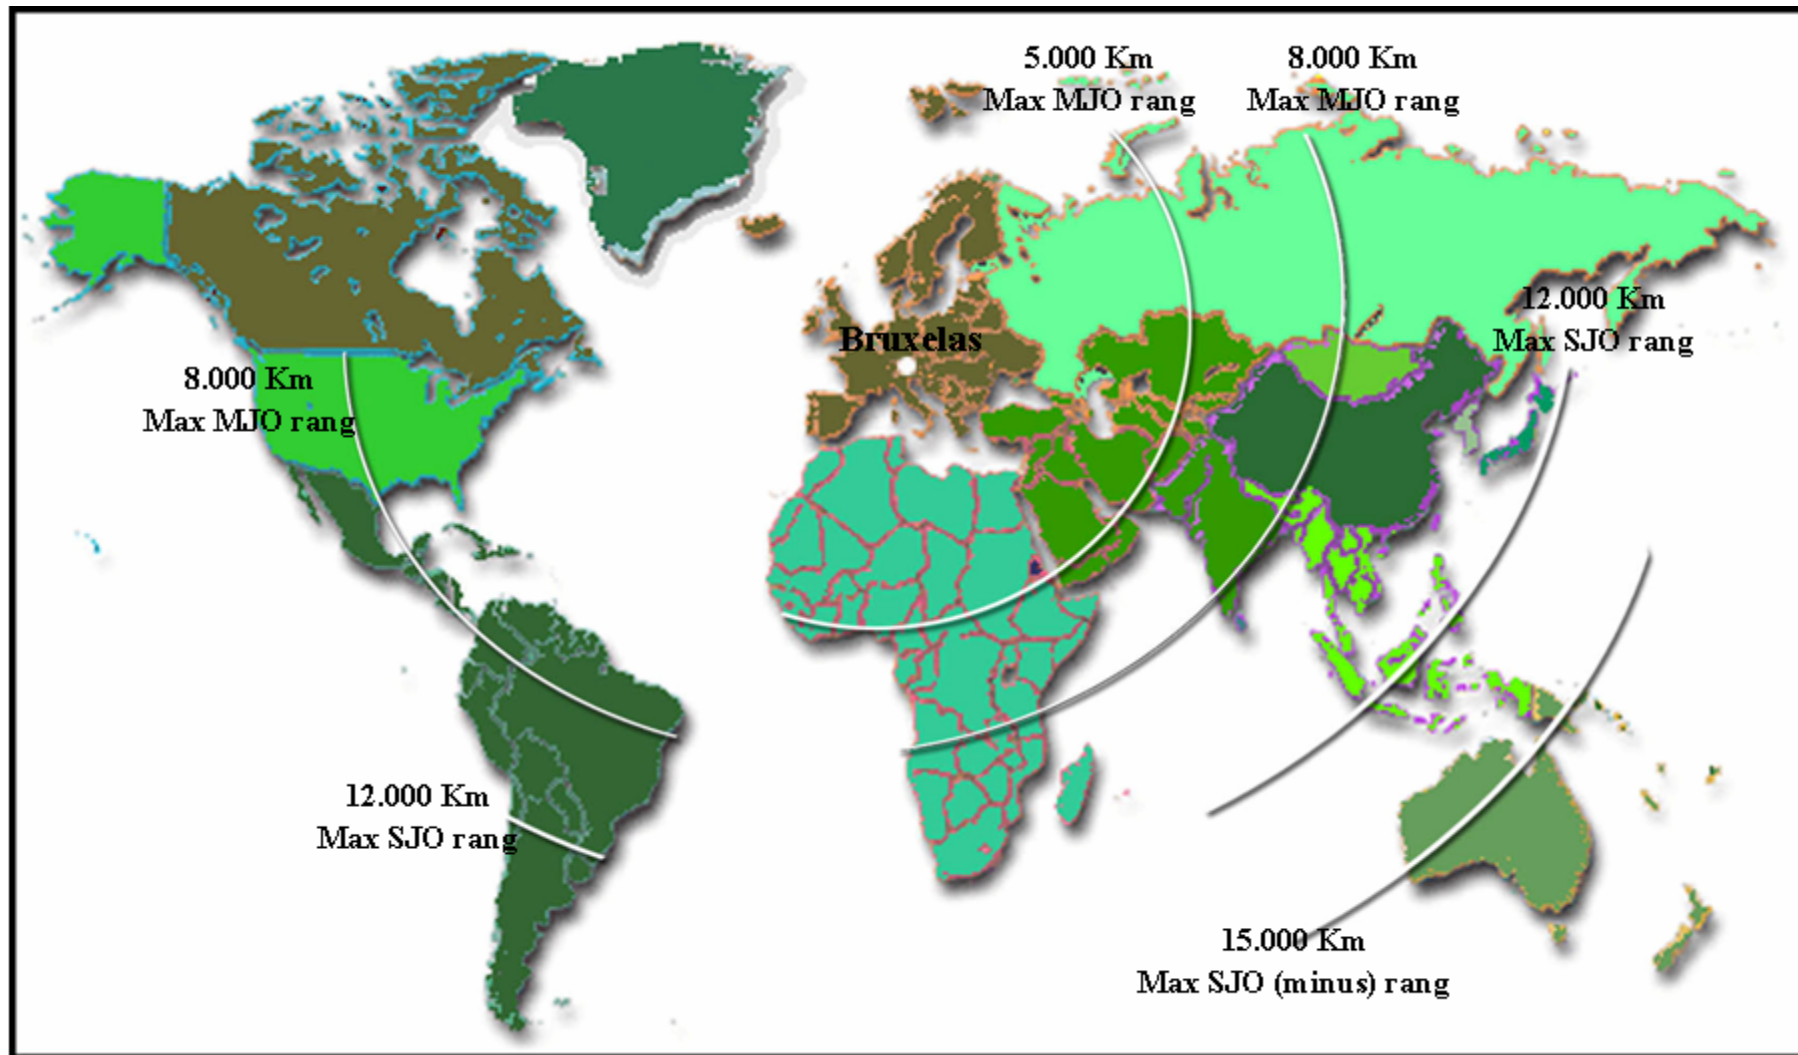 5.000 Km
Max MJO rang
8.000 Km
Max MJO rang
12.000 Km
Max SJO rang
Bruxelas
8.000 Km
Max MJO rang
12.000 Km
Max SJO rang
15.000 Km
Max SJO (minus) rang